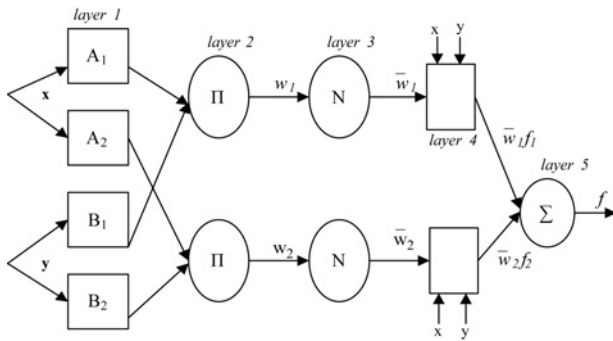 layer 1
A₁
x
A₂
B₁
y
B₂
layer 2
Π
w₁
layer 3
N
w̅₁
x y
layer 4
w̅₁f₁
layer 5
Σ
f
Π
w₂
N
w̅₂
w̅₂f₂
x y